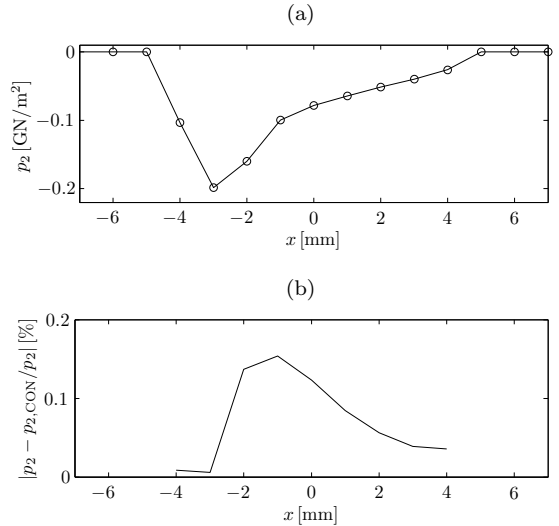 (a)
0
−0.1
−0.2
p₂ [GN/m²]
−6 −4 −2 0 2 4 6
x [mm]
(b)
0.2
0.1
0
|p₂ − p₂,CON/p₂| [%]
−6 −4 −2 0 2 4 6
x [mm]